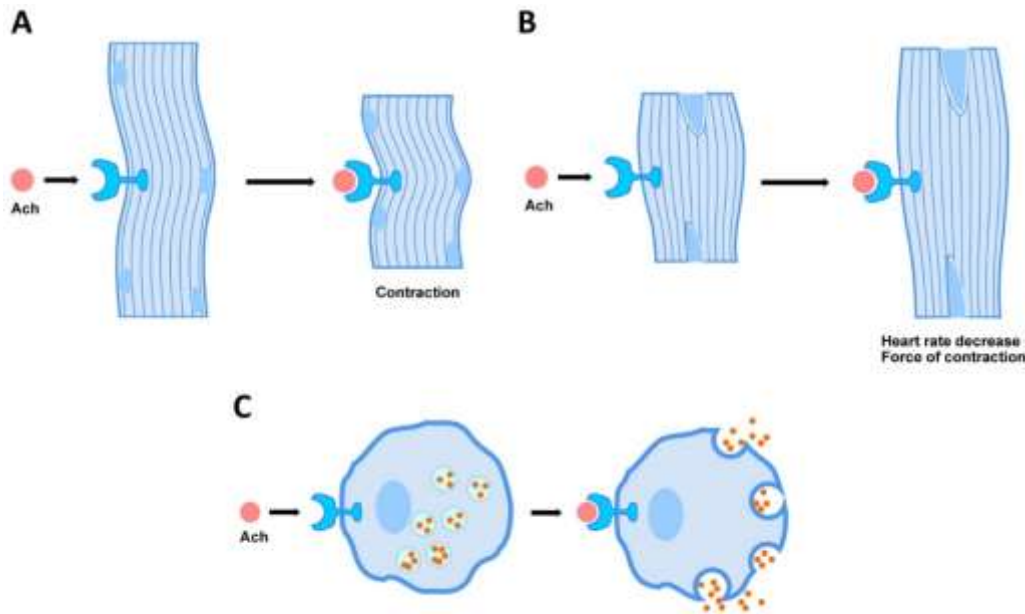 A
B
Ach
Contraction
Ach
Heart rate decrease
Force of contraction
C
Ach